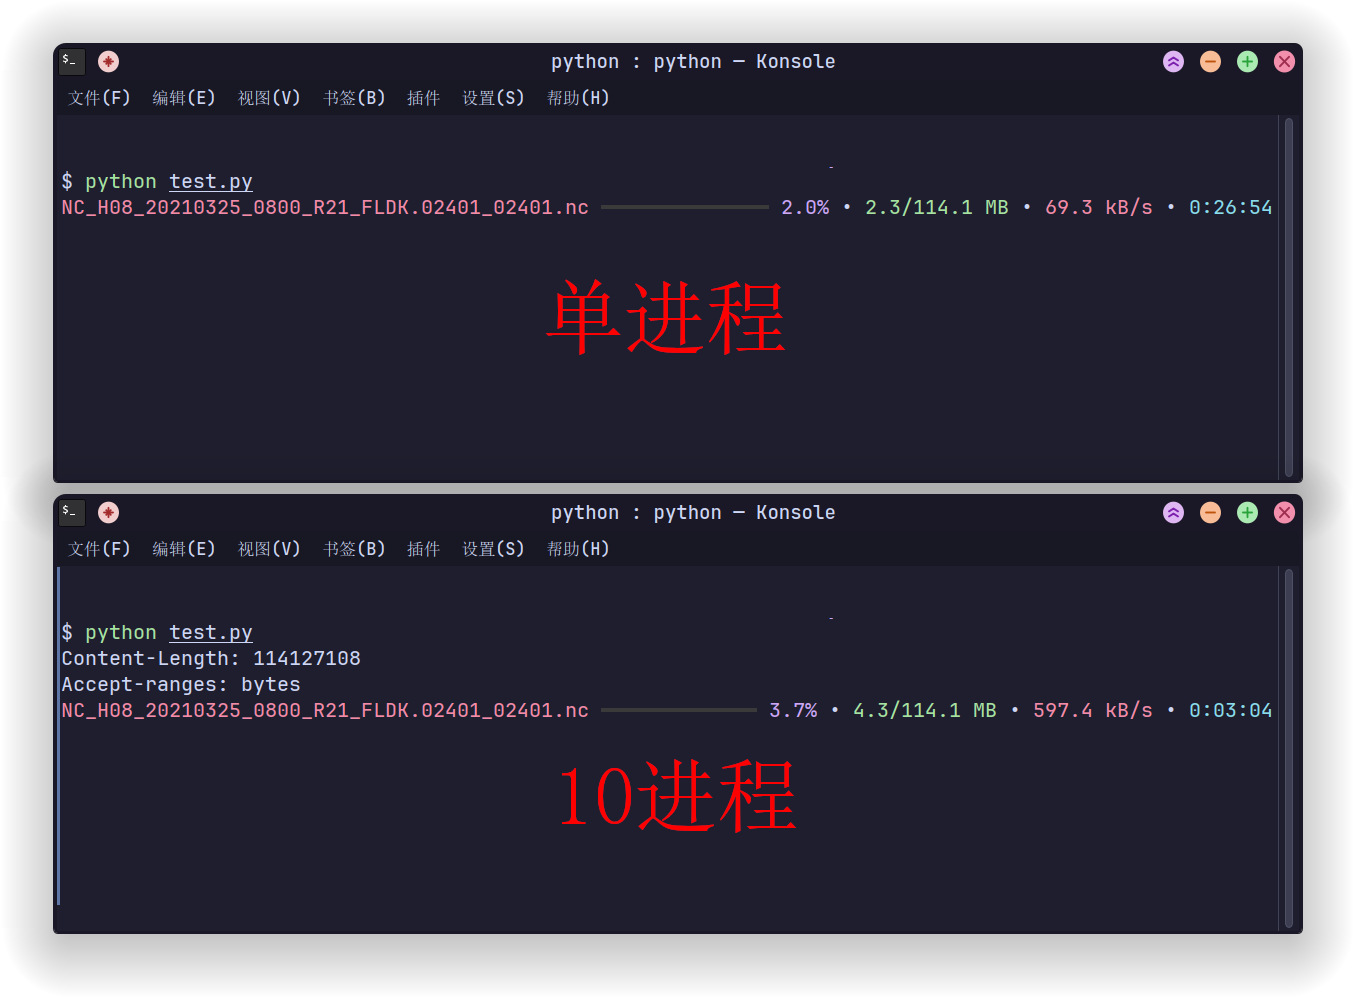 $_
python : python — Konsole
文件(F) 编辑(E) 视图(V) 书签(B) 插件 设置(S) 帮助(H)
$ python test.py
NC_H08_20210325_0800_R21_FLDK.02401_02401.nc 2.0% • 2.3/114.1 MB • 69.3 kB/s • 0:26:54
单进程
$_
python : python — Konsole
文件(F) 编辑(E) 视图(V) 书签(B) 插件 设置(S) 帮助(H)
$ python test.py
Content-Length: 114127108
Accept-ranges: bytes
NC_H08_20210325_0800_R21_FLDK.02401_02401.nc 3.7% • 4.3/114.1 MB • 597.4 kB/s • 0:03:04
10进程